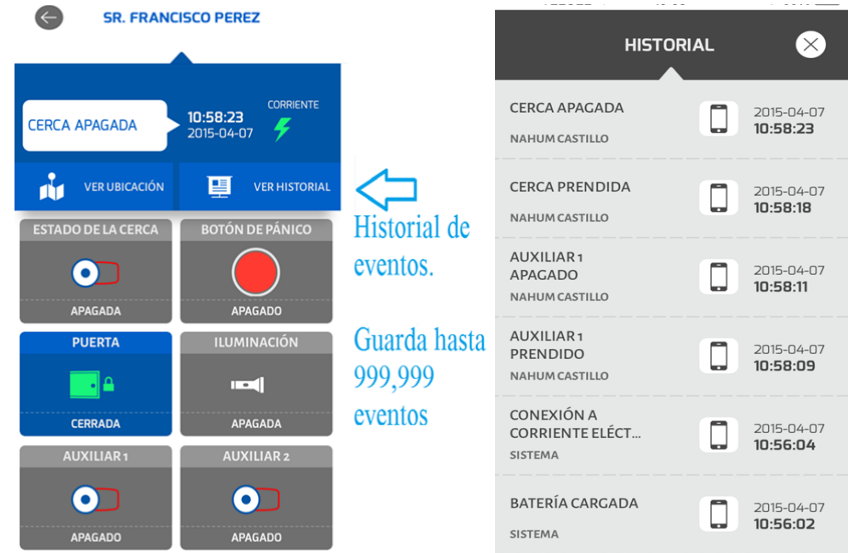 SR. FRANCISCO PEREZ
CERCA APAGADA
10:58:23
2015-04-07
CORRIENTE
VER UBICACIÓN
VER HISTORIAL
ESTADO DE LA CERCA
APAGADA
BOTÓN DE PÁNICO
APAGADO
PUERTA
CERRADA
ILUMINACIÓN
APAGADA
AUXILIAR 1
APAGADO
AUXILIAR 2
APAGADO
Historial de
eventos.
Guarda hasta
999,999
eventos
HISTORIAL
CERCA APAGADA
NAHUM CASTILLO
2015-04-07
10:58:23
CERCA PRENDIDA
NAHUM CASTILLO
2015-04-07
10:58:18
AUXILIAR 1
APAGADO
NAHUM CASTILLO
2015-04-07
10:58:11
AUXILIAR 1
PRENDIDO
NAHUM CASTILLO
2015-04-07
10:58:09
CONEXIÓN A
CORRIENTE ELÉCT...
SISTEMA
2015-04-07
10:56:04
BATERÍA CARGADA
SISTEMA
2015-04-07
10:56:02